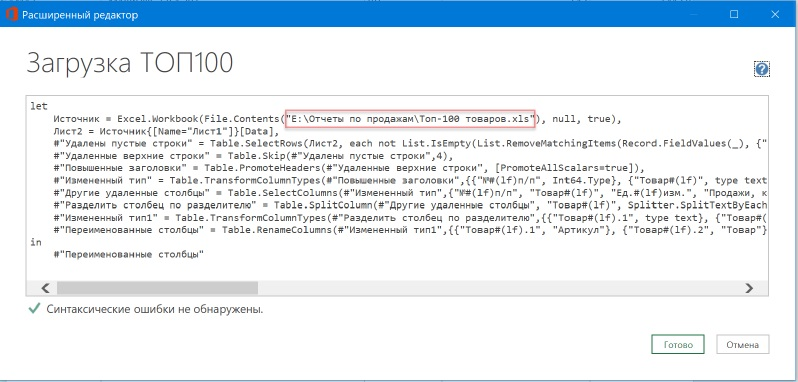 Расширенный редактор
Загрузка ТОП100
let
Источник = Excel.Workbook(File.Contents("E:\Отчеты по продажам\Топ-100 товаров.xls"), null, true),
Лист2 = Источник{[Name="Лист1"]}[Data],
#"Удалены пустые строки" = Table.SelectRows(Лист2, each not List.IsEmpty(List.RemoveMatchingItems(Record.FieldValues(_), {"
#"Удаленные верхние строки" = Table.Skip(#"Удалены пустые строки",4),
#"Повышенные заголовки" = Table.PromoteHeaders(#"Удаленные верхние строки", [PromoteAllScalars=true]),
#"Измененный тип" = Table.TransformColumnTypes(#"Повышенные заголовки",{{"№#(lf)п/п", Int64.Type}, {"Товар#(lf)", type text
#"Другие удаленные столбцы" = Table.SelectColumns(#"Измененный тип",{"№#(lf)п/п", "Товар#(lf)", "Ед.#(lf)изм.", "Продажи, к
#"Разделить столбец по разделителю" = Table.SplitColumn(#"Другие удаленные столбцы", "Товар#(lf)", Splitter.SplitTextByEach
#"Измененный тип1" = Table.TransformColumnTypes(#"Разделить столбец по разделителю",{{"Товар#(lf).1", type text}, {"Товар#(
#"Переименованные столбцы" = Table.RenameColumns(#"Измененный тип1",{{"Товар#(lf).1", "Артикул"}, {"Товар#(lf).2", "Товар"}
in
#"Переименованные столбцы"
Синтаксические ошибки не обнаружены.
Готово
Отмена